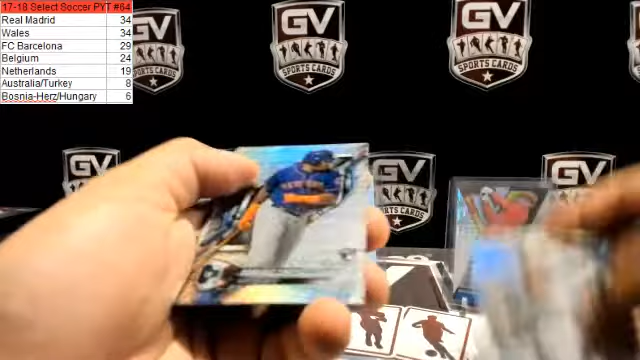 17-18 Select Soccer PYT #64
Real Madrid 34
Wales 34
FC Barcelona 29
Belgium 24
Netherlands 19
Australia/Turkey 8
Bosnia-Herz/Hungary 6
GV
SPORTS CARDS
GV
SPORTS CARDS
GV
SPORTS CARDS
GV
GV
SPORTS CARDS
GV